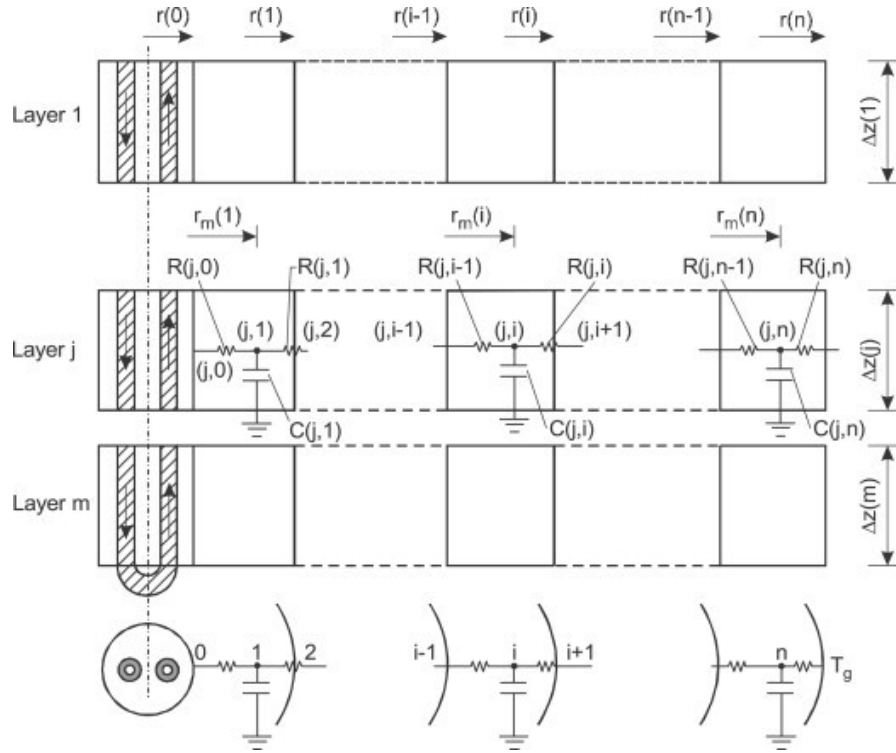 r(0) r(1) r(i-1) r(i) r(n-1) r(n)
Layer 1
Δz(1)
r_m(1) r_m(i) r_m(n)
R(j,0) R(j,1) R(j,i-1) R(j,i) R(j,n-1) R(j,n)
Layer j
(j,1) (j,2) (j,i-1) (j,i) (j,i+1) (j,n)
(j,0)
Δz(j)
C(j,1) C(j,i) C(j,n)
Layer m
Δz(m)
0 1 2 i-1 i i+1 n T_g